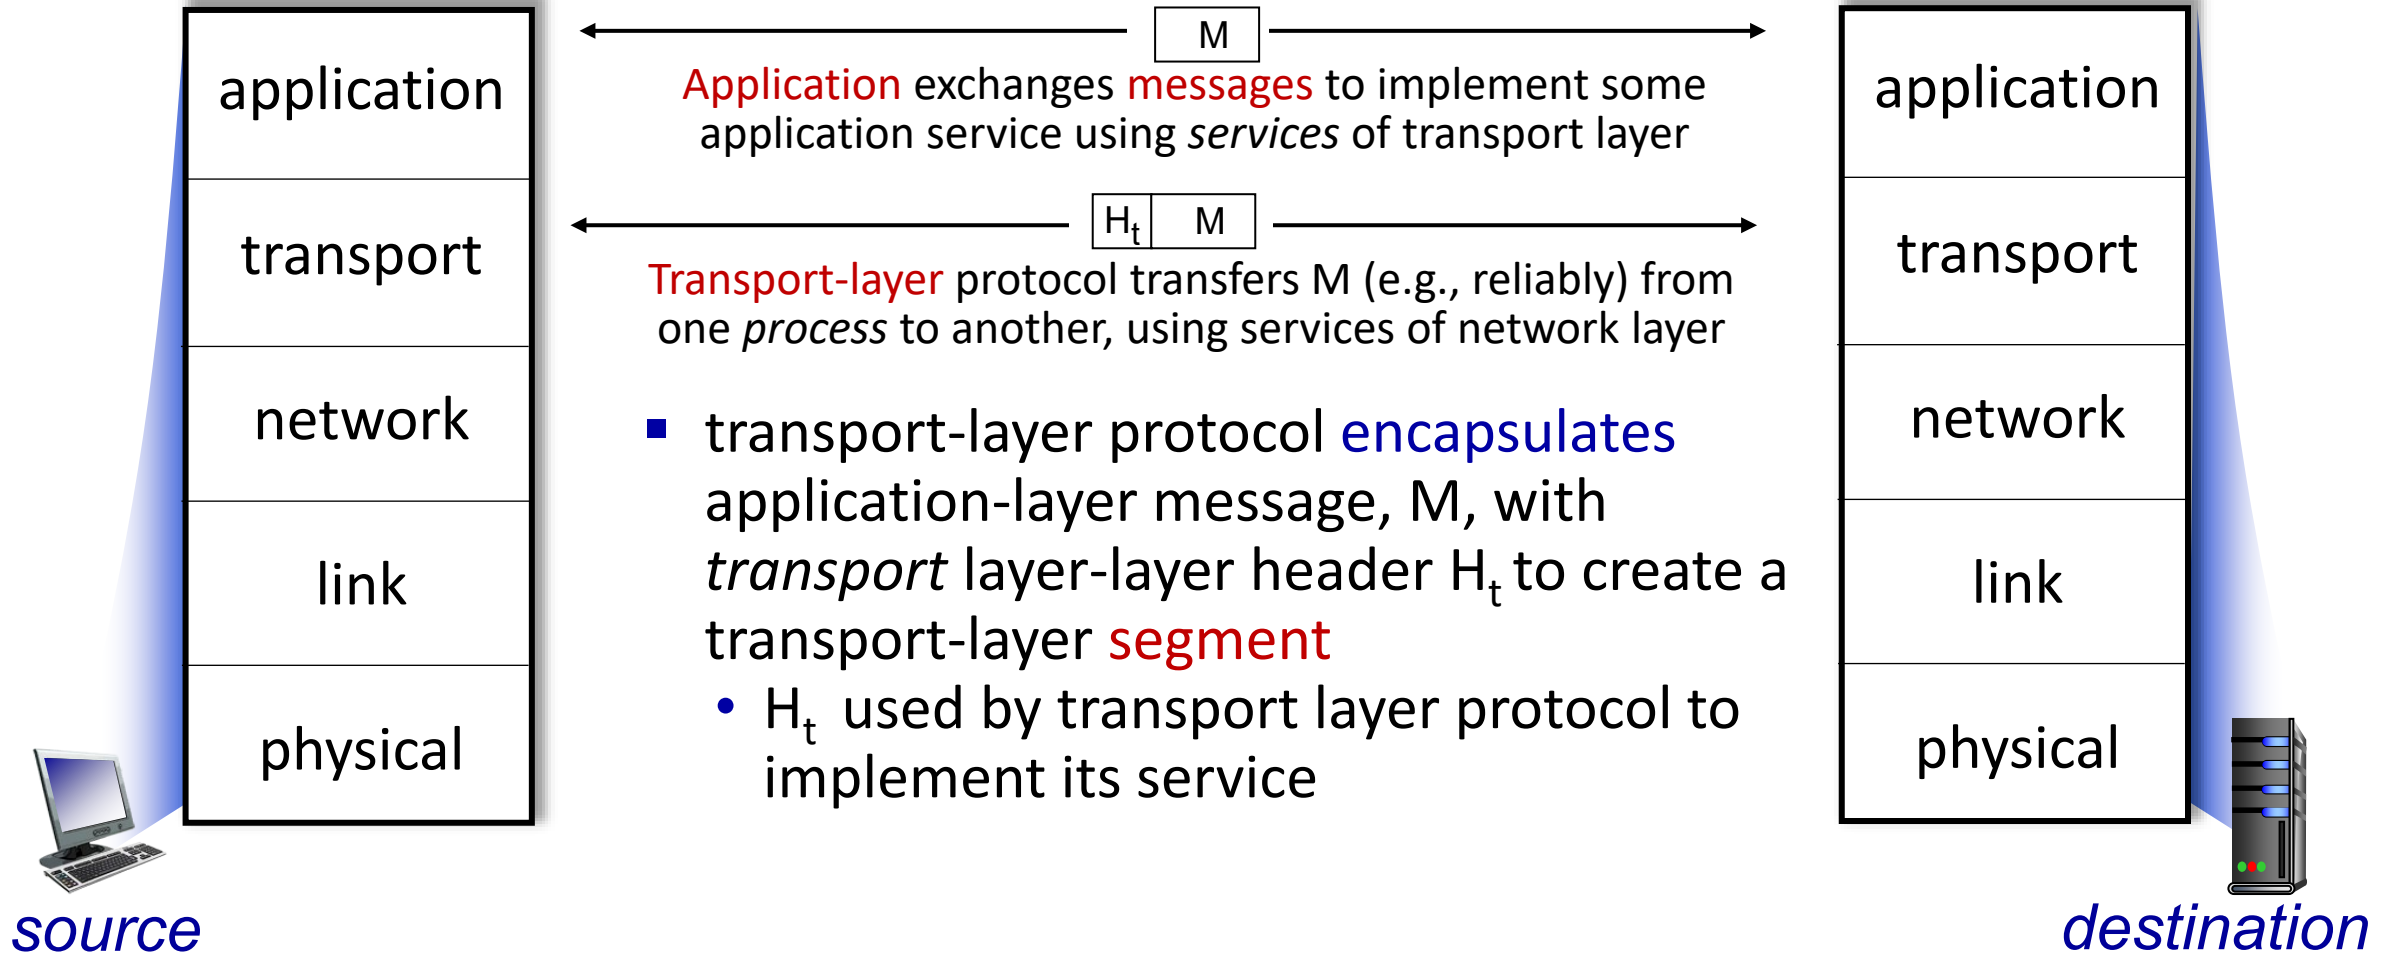 M
Application exchanges messages to implement some
application service using services of transport layer
Ht M
Transport-layer protocol transfers M (e.g., reliably) from
one process to another, using services of network layer
transport-layer protocol encapsulates
application-layer message, M, with
transport layer-layer header Ht to create a
transport-layer segment
Ht used by transport layer protocol to
implement its service
application
transport
network
link
physical
source
application
transport
network
link
physical
destination